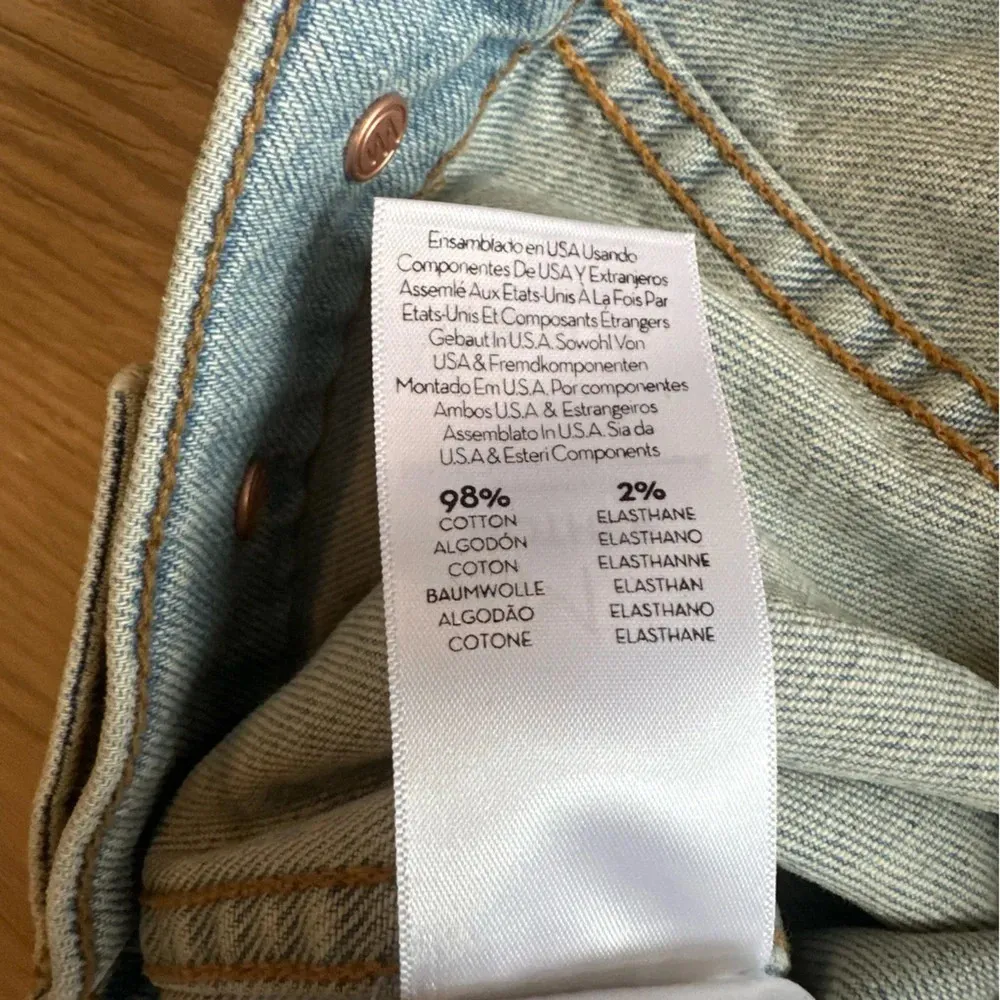 Ensamblado en USA Usando
Componentes De USA Y Extranjeros
Assemlé Aux Etats-Unis À La Fois Par
Etats-Unis Et Composants Étrangers
Gebaut In U.S.A. Sowohl Von
USA & Fremdkomponenten
Montado Em U.S.A. Por componentes
Ambos U.S.A & Estrangeiros
Assemblato In U.S.A. Sia da
U.S.A & Esteri Components
98% 2%
COTTON ELASTHANE
ALGODÓN ELASTHANO
COTON ELASTHANNE
BAUMWOLLE ELASTHAN
ALGODÃO ELASTHANO
COTONE ELASTHANE